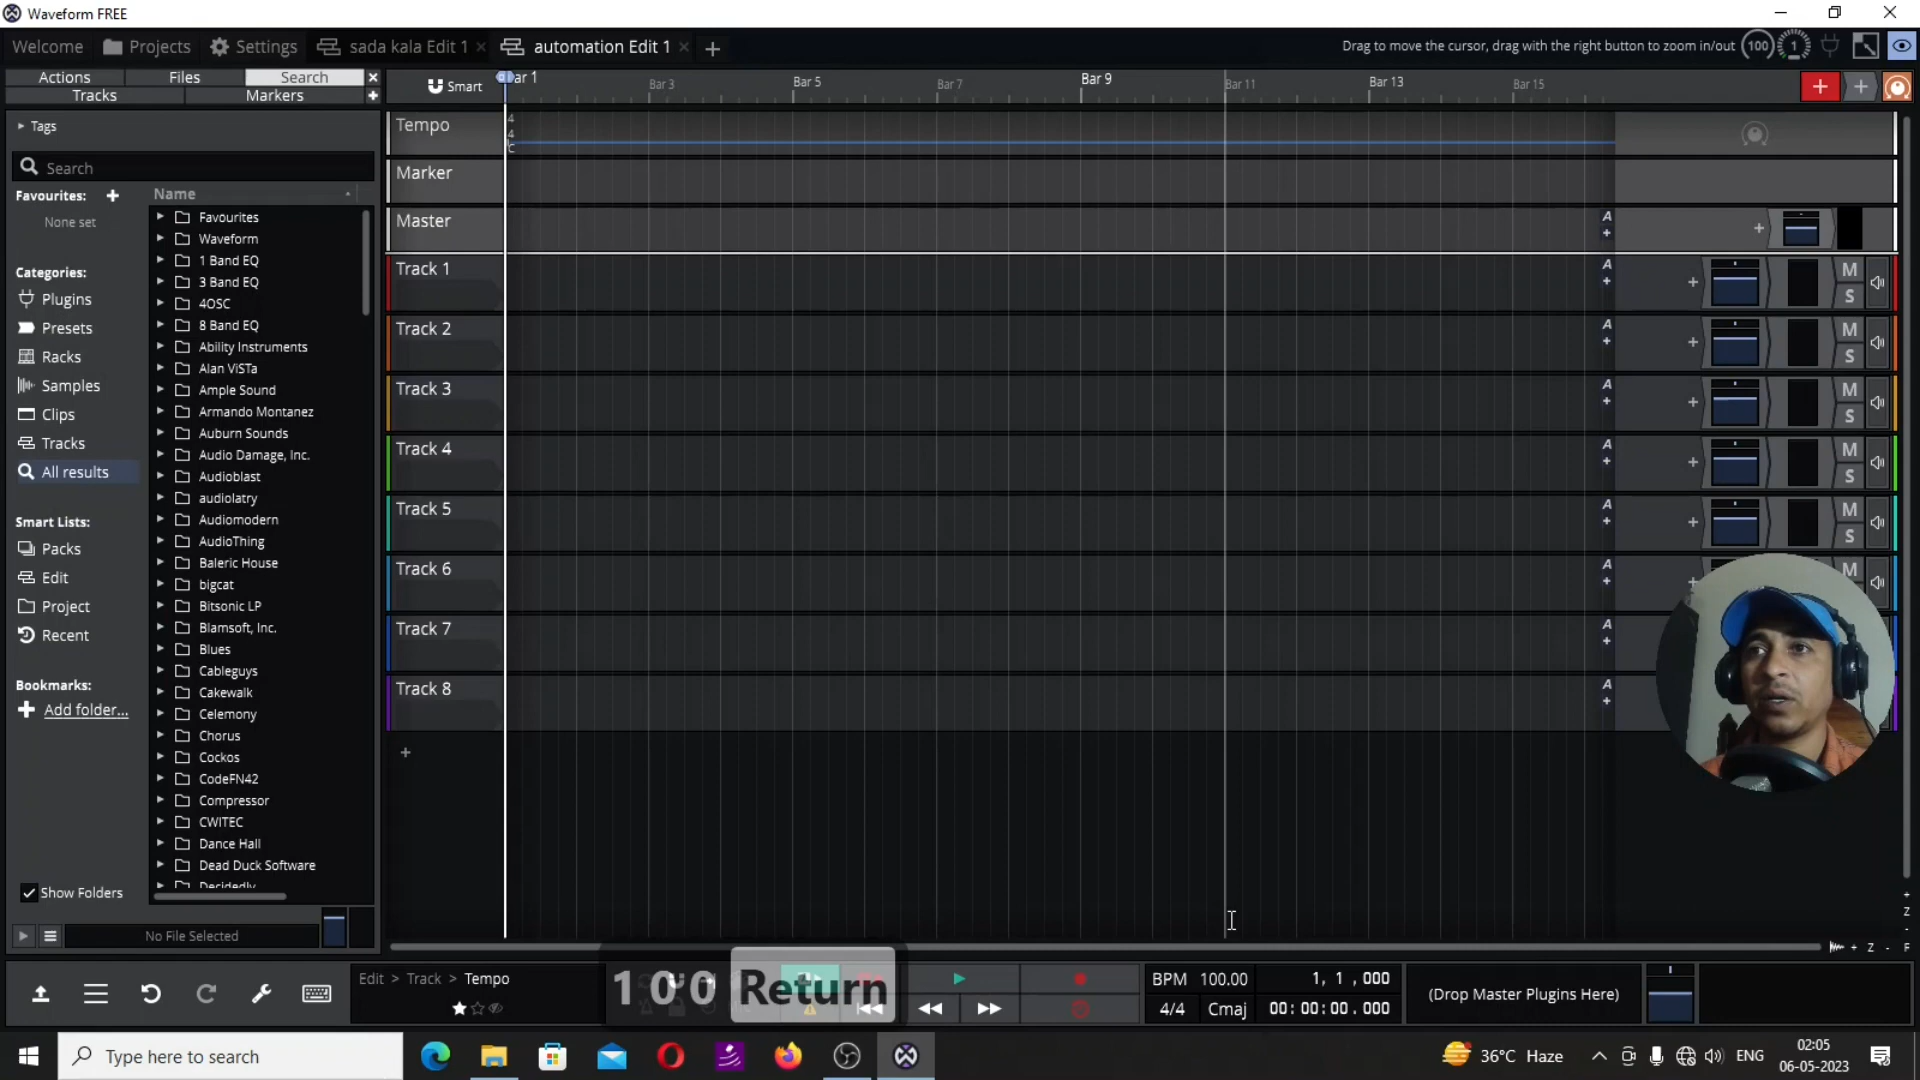 Waveform FREE
Welcome
Projects
Settings
sada kala Edit 1
automation Edit 1
Drag to move the cursor, drag with the right button to zoom in/out
100
1
Actions
Files
Search
Tracks
Markers
Smart
Bar 1
Bar 3
Bar 5
Bar 7
Bar 9
Bar 11
Bar 13
Bar 15
Tags
Search
Favourites:
None set
Categories:
Plugins
Presets
Racks
Samples
Clips
Tracks
All results
Smart Lists:
Packs
Edit
Project
Recent
Bookmarks:
Add folder...
Show Folders
No File Selected
Name
Favourites
Waveform
1 Band EQ
3 Band EQ
4OSC
8 Band EQ
Ability Instruments
Alan ViSTa
Ample Sound
Armando Montanez
Auburn Sounds
Audio Damage, Inc.
Audioblast
audiolatry
Audiomodern
AudioThing
Baleric House
bigcat
Bitsonic LP
Blamsoft, Inc.
Blues
Cableguys
Cakewalk
Celemony
Chorus
Cockos
CodeFN42
Compressor
CWITEC
Dance Hall
Dead Duck Software
Decidedly
Tempo
4
4
C
Marker
Master
A
Track 1
A
M
S
Track 2
A
M
S
Track 3
A
M
S
Track 4
A
M
S
Track 5
A
M
S
Track 6
A
M
Track 7
A
Track 8
A
Z
Z
F
Edit > Track > Tempo
1 0 0 Return
BPM 100.00
1, 1 ,000
4/4 Cmaj
00:00:00.000
(Drop Master Plugins Here)
Type here to search
36°C Haze
ENG
02:05
06-05-2023